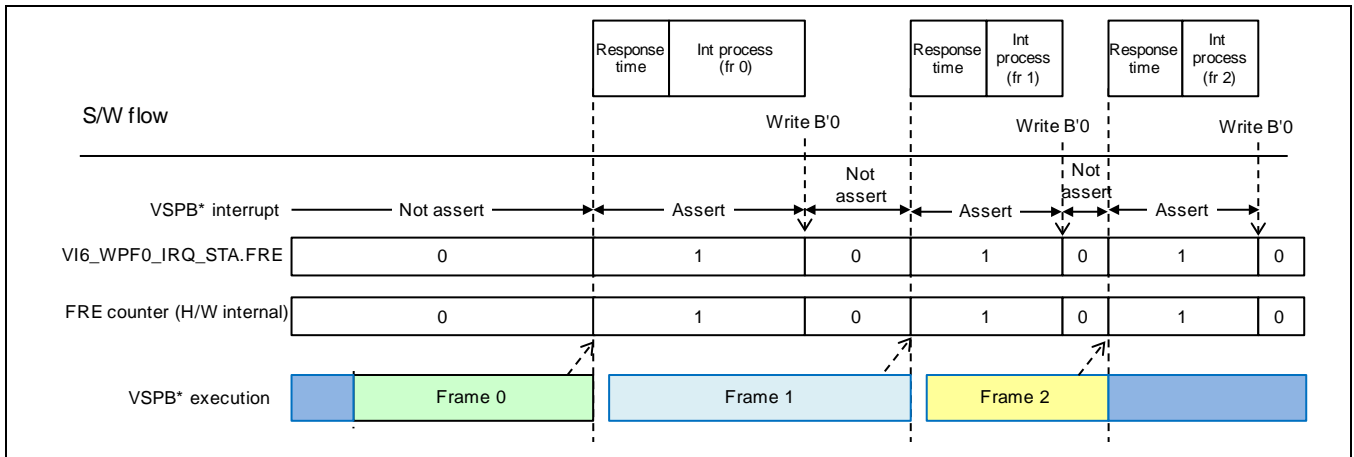 Response time
Int process (fr 0)
Response time
Int process (fr 1)
Response time
Int process (fr 2)
S/W flow
Write B'0
Write B'0
Write B'0
VSPB* interrupt
Not assert
Assert
Not assert
Assert
Not assert
Assert
VI6_WPF0_IRQ_STA.FRE
0
1
0
1
0
1
0
FRE counter (H/W internal)
0
1
0
1
0
1
0
VSPB* execution
Frame 0
Frame 1
Frame 2